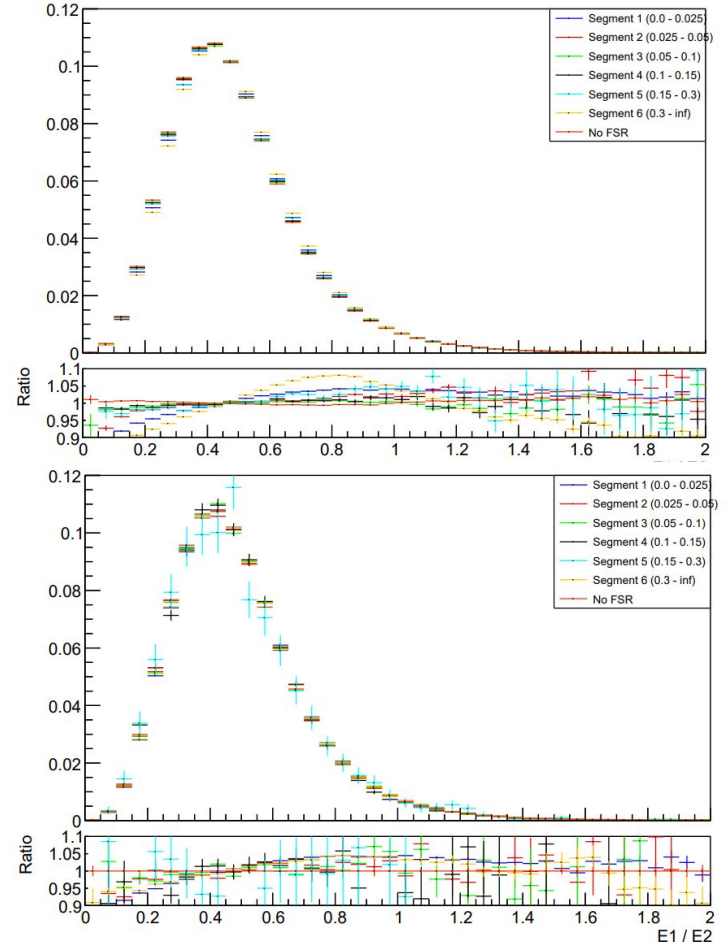 0.12
0.1
0.08
0.06
0.04
0.02
0
Segment 1 (0.0 - 0.025)
Segment 2 (0.025 - 0.05)
Segment 3 (0.05 - 0.1)
Segment 4 (0.1 - 0.15)
Segment 5 (0.15 - 0.3)
Segment 6 (0.3 - inf)
No FSR
Ratio
1.1
1.05
1
0.95
0.9
0 0.2 0.4 0.6 0.8 1 1.2 1.4 1.6 1.8 2
0.12
0.1
0.08
0.06
0.04
0.02
0
Segment 1 (0.0 - 0.025)
Segment 2 (0.025 - 0.05)
Segment 3 (0.05 - 0.1)
Segment 4 (0.1 - 0.15)
Segment 5 (0.15 - 0.3)
Segment 6 (0.3 - inf)
No FSR
Ratio
1.1
1.05
1
0.95
0.9
0 0.2 0.4 0.6 0.8 1 1.2 1.4 1.6 1.8 2
E1 / E2